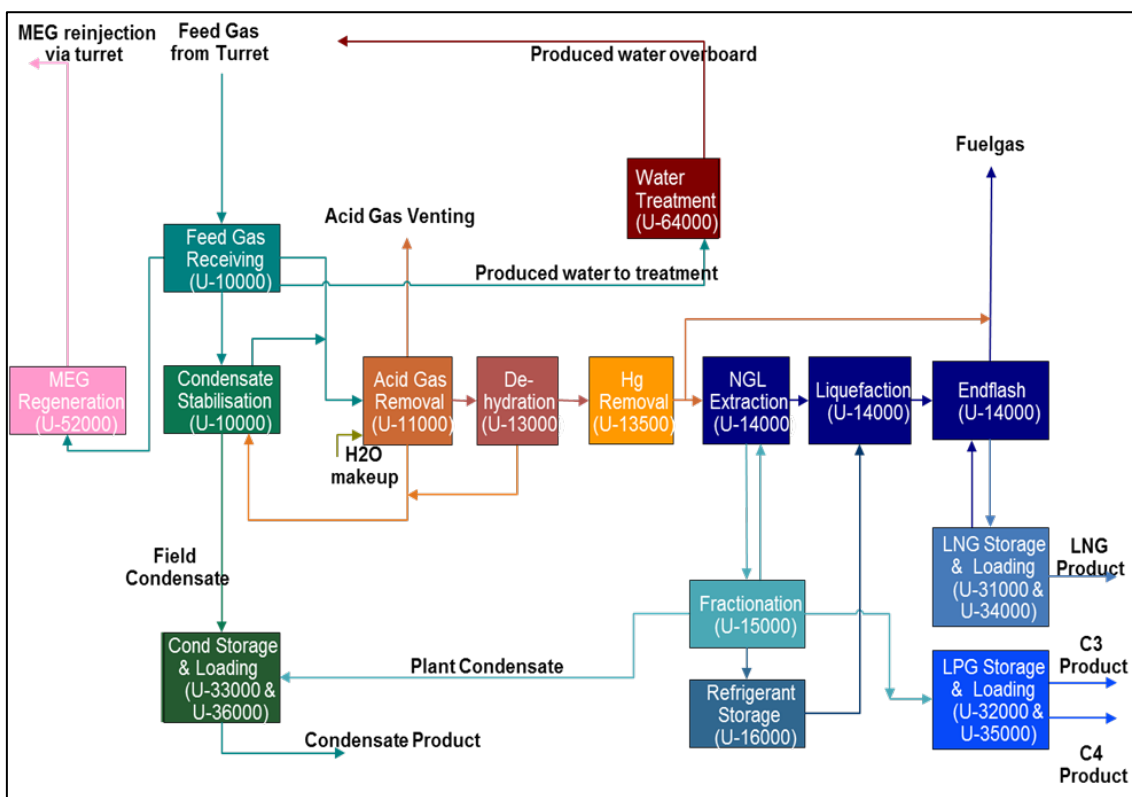 MEG reinjection
via turret
Feed Gas
from Turret
Produced water overboard
Fuelgas
Water
Treatment
(U-64000)
Acid Gas Venting
Feed Gas
Receiving
(U-10000)
Produced water to treatment
MEG
Regeneration
(U-52000)
Condensate
Stabilisation
(U-10000)
Acid Gas
Removal
(U-11000)
De-
hydration
(U-13000)
Hg
Removal
(U-13500)
NGL
Extraction
(U-14000)
Liquefaction
(U-14000)
Endflash
(U-14000)
H2O
makeup
Field
Condensate
LNG Storage
& Loading
(U-31000 &
U-34000)
LNG
Product
Fractionation
(U-15000)
Cond Storage
& Loading
(U-33000 &
U-36000)
Plant Condensate
Refrigerant
Storage
(U-16000)
LPG Storage
& Loading
(U-32000 &
U-35000)
C3
Product
Condensate Product
C4
Product